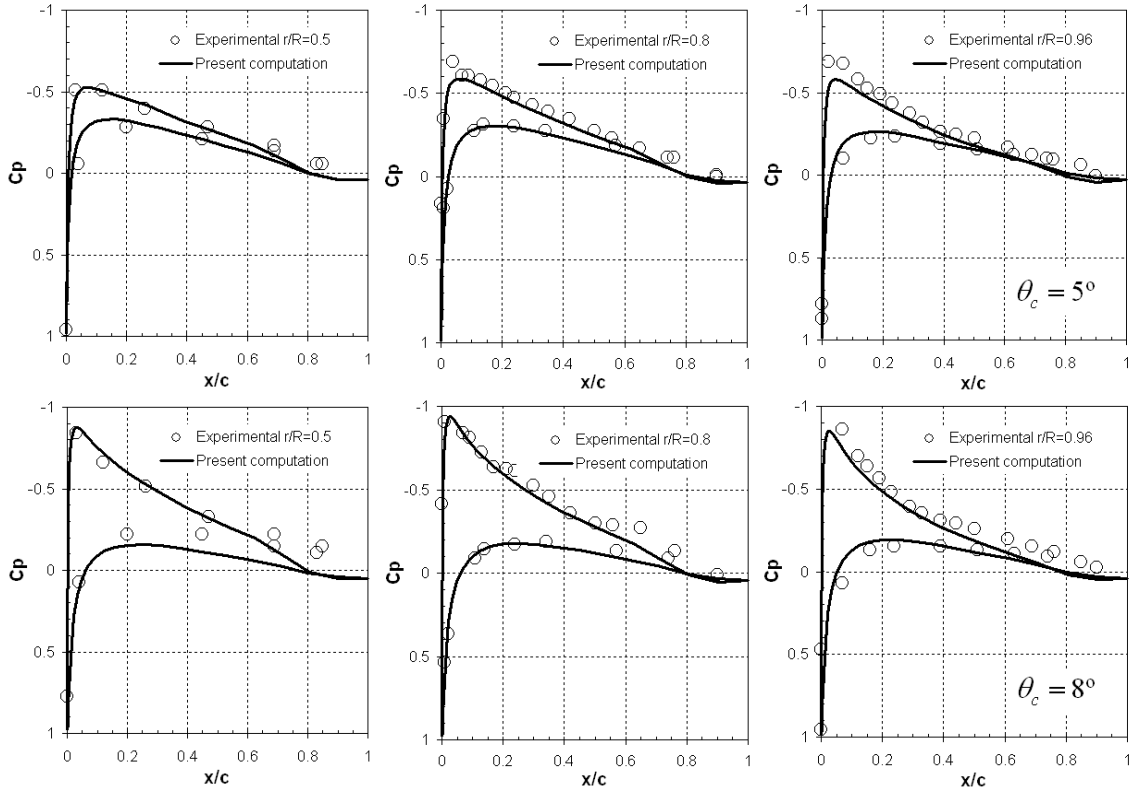 -1
-0.5
0
0.5
1
Cp
0
0.2
0.4
0.6
0.8
1
x/c
Experimental r/R=0.5
Present computation
-1
-0.5
0
0.5
1
Cp
0
0.2
0.4
0.6
0.8
1
x/c
Experimental r/R=0.8
Present computation
-1
-0.5
0
0.5
1
Cp
0
0.2
0.4
0.6
0.8
1
x/c
Experimental r/R=0.96
Present computation
θc = 5º
-1
-0.5
0
0.5
1
Cp
0
0.2
0.4
0.6
0.8
1
x/c
Experimental r/R=0.5
Present computation
-1
-0.5
0
0.5
1
Cp
0
0.2
0.4
0.6
0.8
1
x/c
Experimental r/R=0.8
Present computation
-1
-0.5
0
0.5
1
Cp
0
0.2
0.4
0.6
0.8
1
x/c
Experimental r/R=0.96
Present computation
θc = 8º